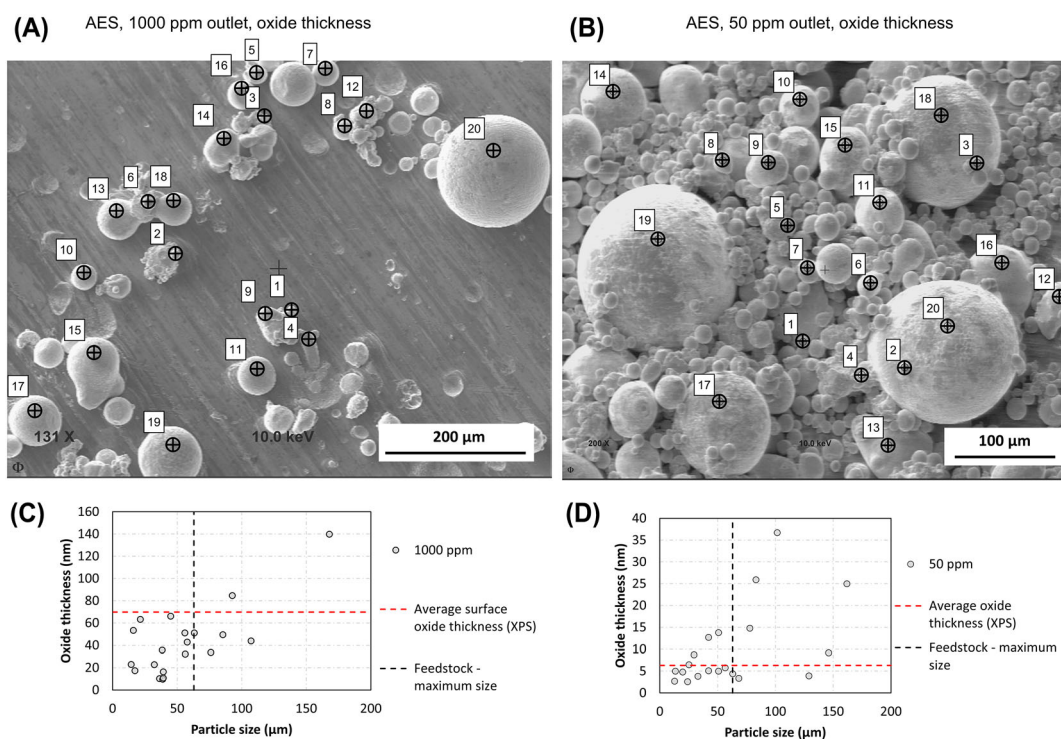 (A)
AES, 1000 ppm outlet, oxide thickness
5
7
16
3
12
8
14
20
6
18
13
2
10
1
9
4
15
11
17
19
131 X
10.0 keV
200 µm
Φ
(B)
AES, 50 ppm outlet, oxide thickness
14
10
18
15
8
9
3
11
5
19
7
6
16
12
20
1
4
2
17
13
200 X
10.0 keV
100 µm
Φ
(C)
Oxide thickness (nm)
160
140
120
100
80
60
40
20
0
0 50 100 150 200
Particle size (µm)
1000 ppm
Average surface
oxide thickness (XPS)
Feedstock -
maximum size
(D)
Oxide thickness (nm)
40
35
30
25
20
15
10
5
0
0 50 100 150 200
Particle size (µm)
50 ppm
Average oxide
thickness (XPS)
Feedstock - maximum
size